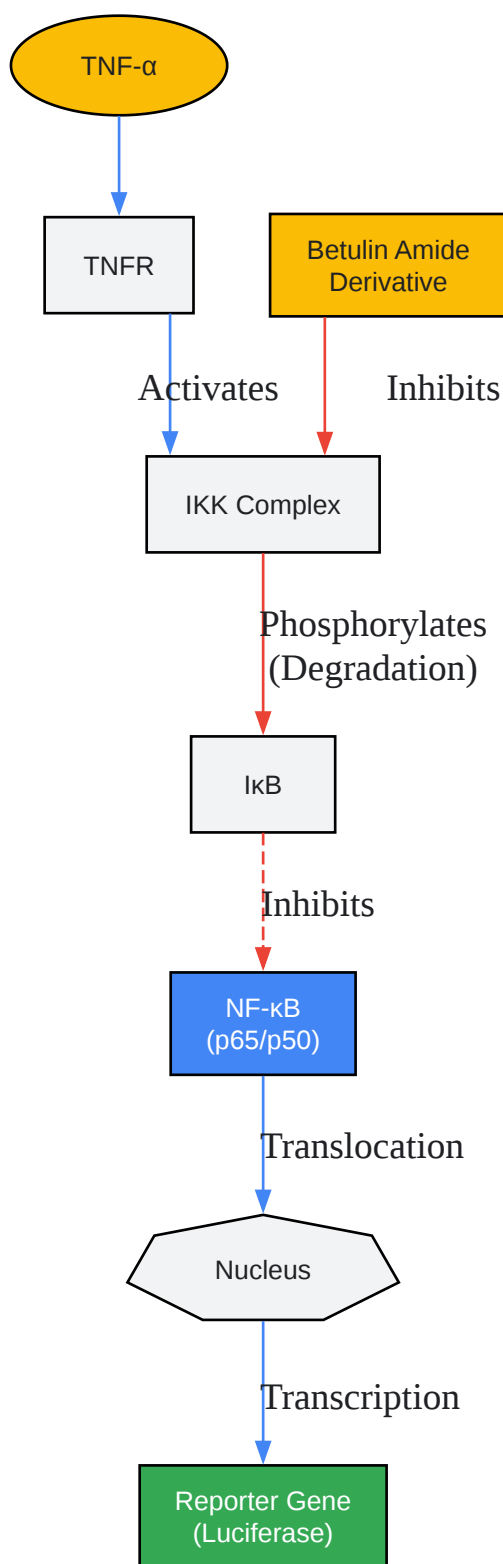 TNF-α
TNFR
Betulin Amide
Derivative
Activates
Inhibits
IKK Complex
Phosphorylates
(Degradation)
IκB
Inhibits
NF-κB
(p65/p50)
Translocation
Nucleus
Transcription
Reporter Gene
(Luciferase)